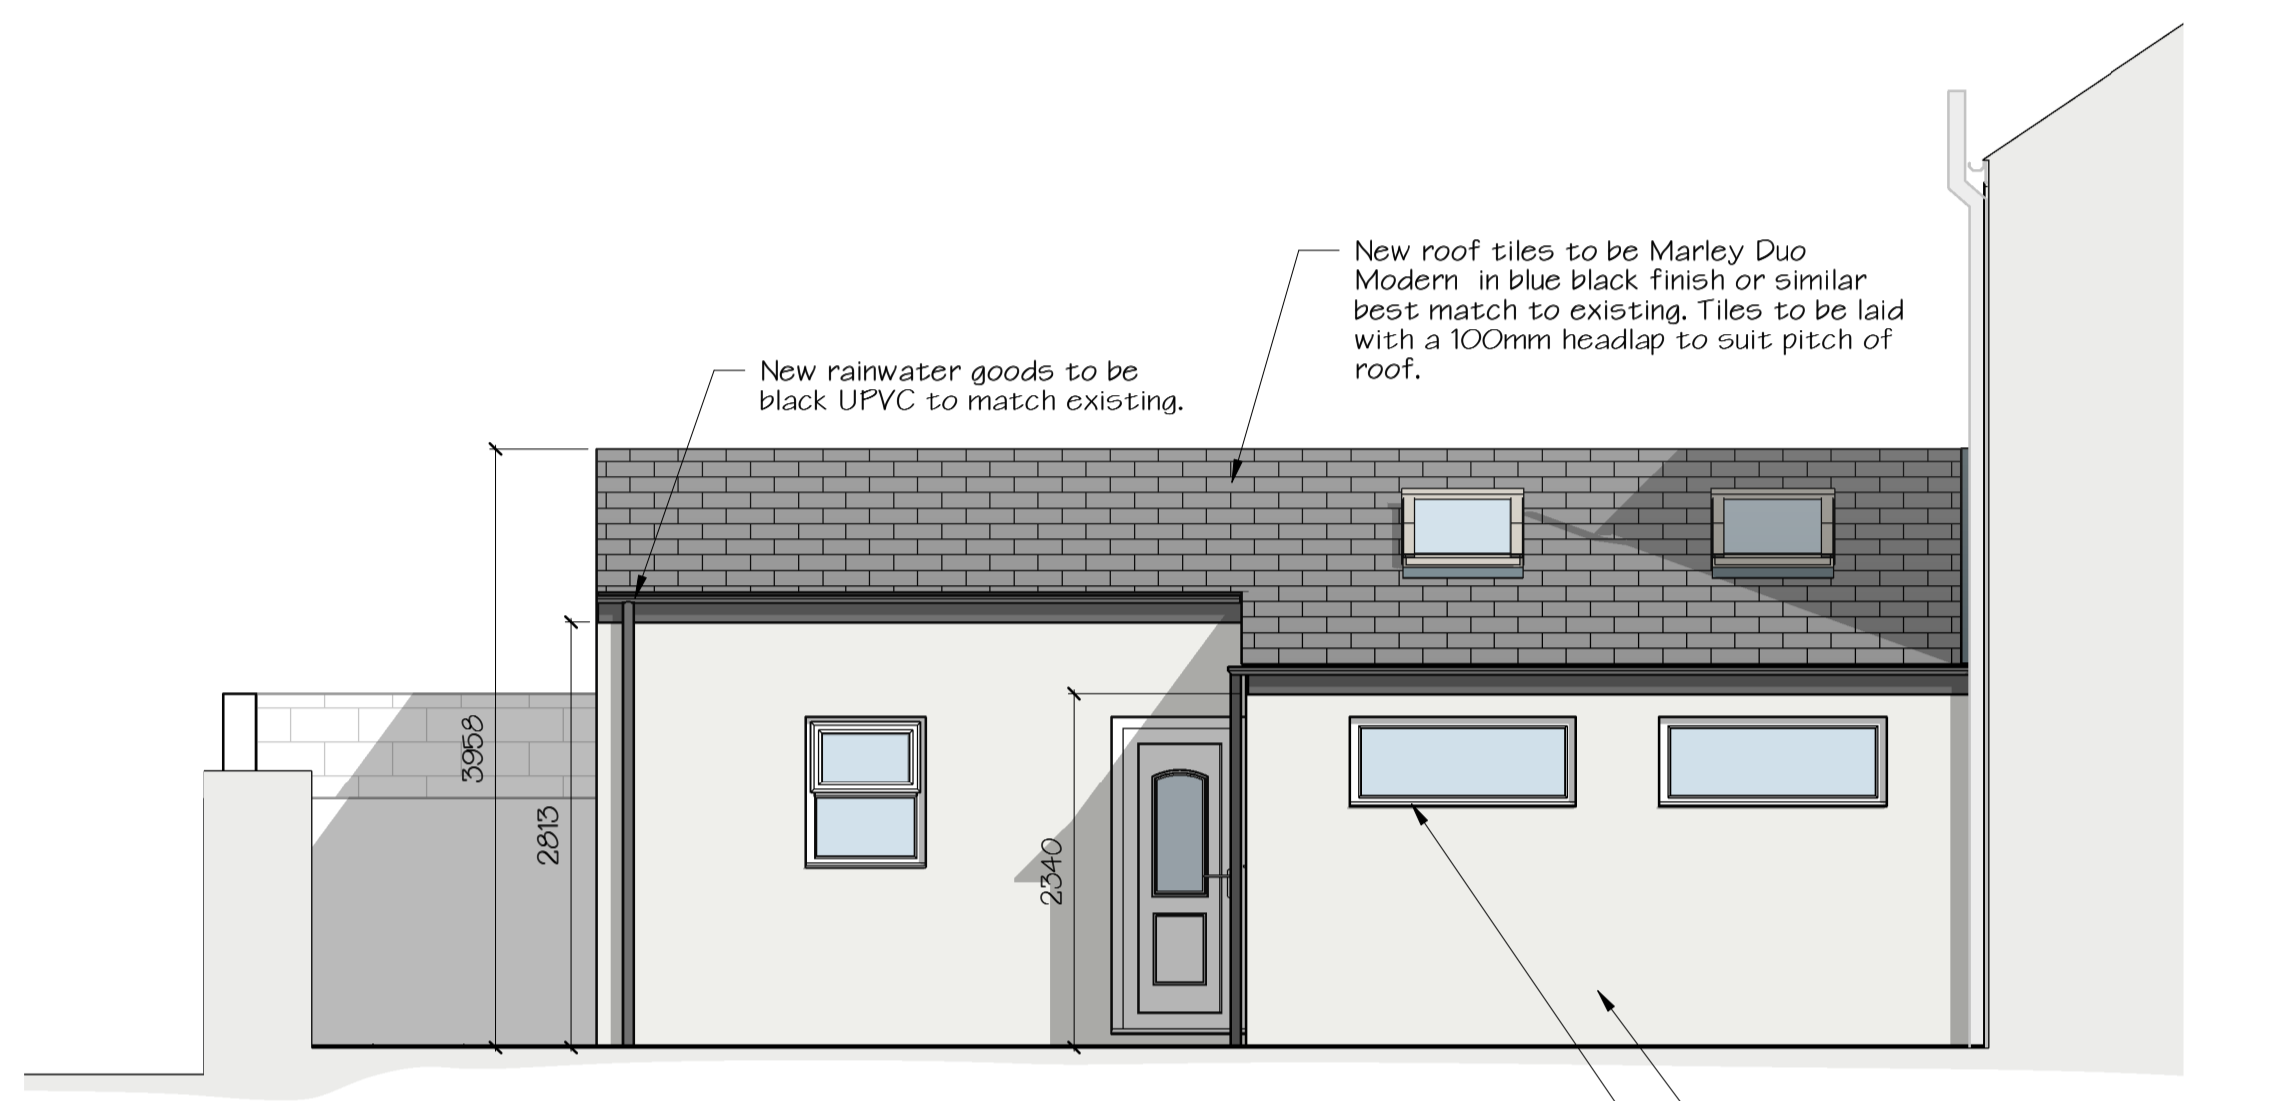 New roof tiles to be Marley Duo
Modern in blue black finish or similar
best match to existing. Tiles to be laid
with a 100mm headlap to suit pitch of
roof.
New rainwater goods to be
black UPVC to match existing.
3958
2813
2340